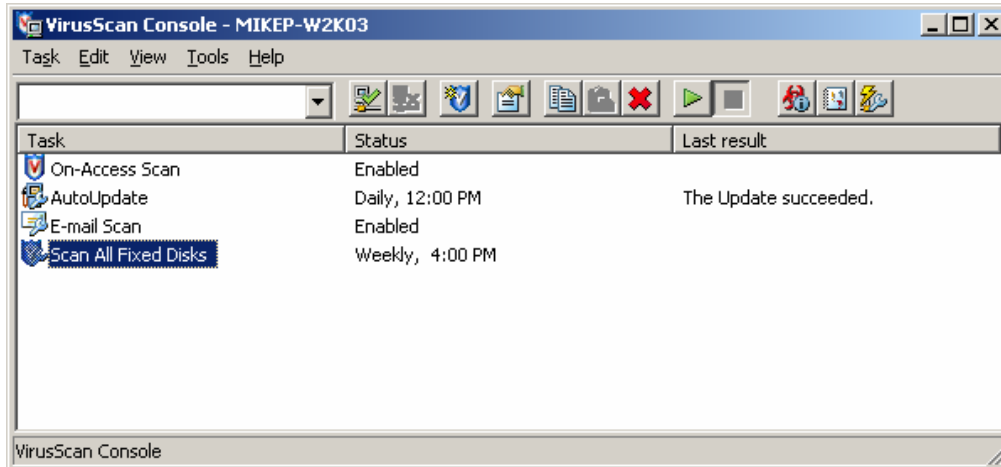 VirusScan Console - MIKEP-W2K03
Task Edit View Tools Help
Task Status Last result
On-Access Scan Enabled
AutoUpdate Daily, 12:00 PM The Update succeeded.
E-mail Scan Enabled
Scan All Fixed Disks Weekly, 4:00 PM
VirusScan Console